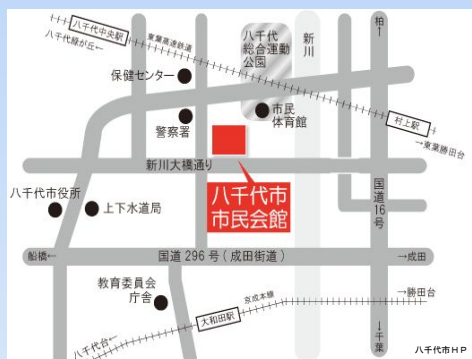 八千代中央駅
八千代緑が丘←
東葉高速鉄道
八千代
総合運動
公園
新川
柏←
保健センター
市民
体育館
警察署
村上駅
→東葉勝田台
新川大橋通り
八千代市
市民会館
国道16号
八千代市役所
上下水道局
船橋←
国道296号(成田街道)
→成田
教育委員会
庁舎
京成本線
→勝田台
大和田駅
八千代台←
→千葉
八千代市HP